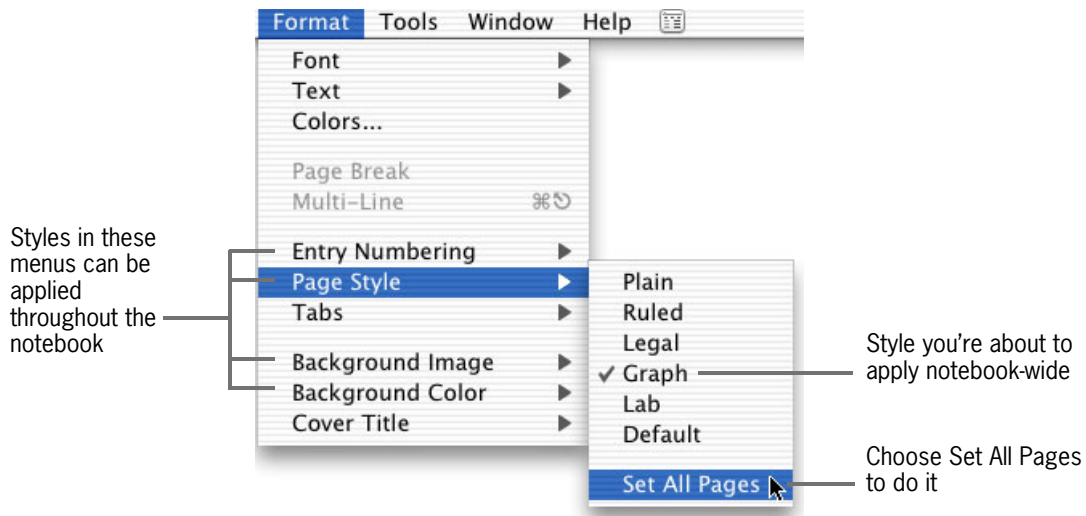 Format Tools Window Help
Font
Text
Colors...
Page Break
Multi-Line ⌘⎋
Entry Numbering
Page Style
Tabs
Background Image
Background Color
Cover Title
Plain
Ruled
Legal
✓ Graph
Lab
Default
Set All Pages
Styles in these
menus can be
applied
throughout the
notebook
Style you're about to
apply notebook-wide
Choose Set All Pages
to do it